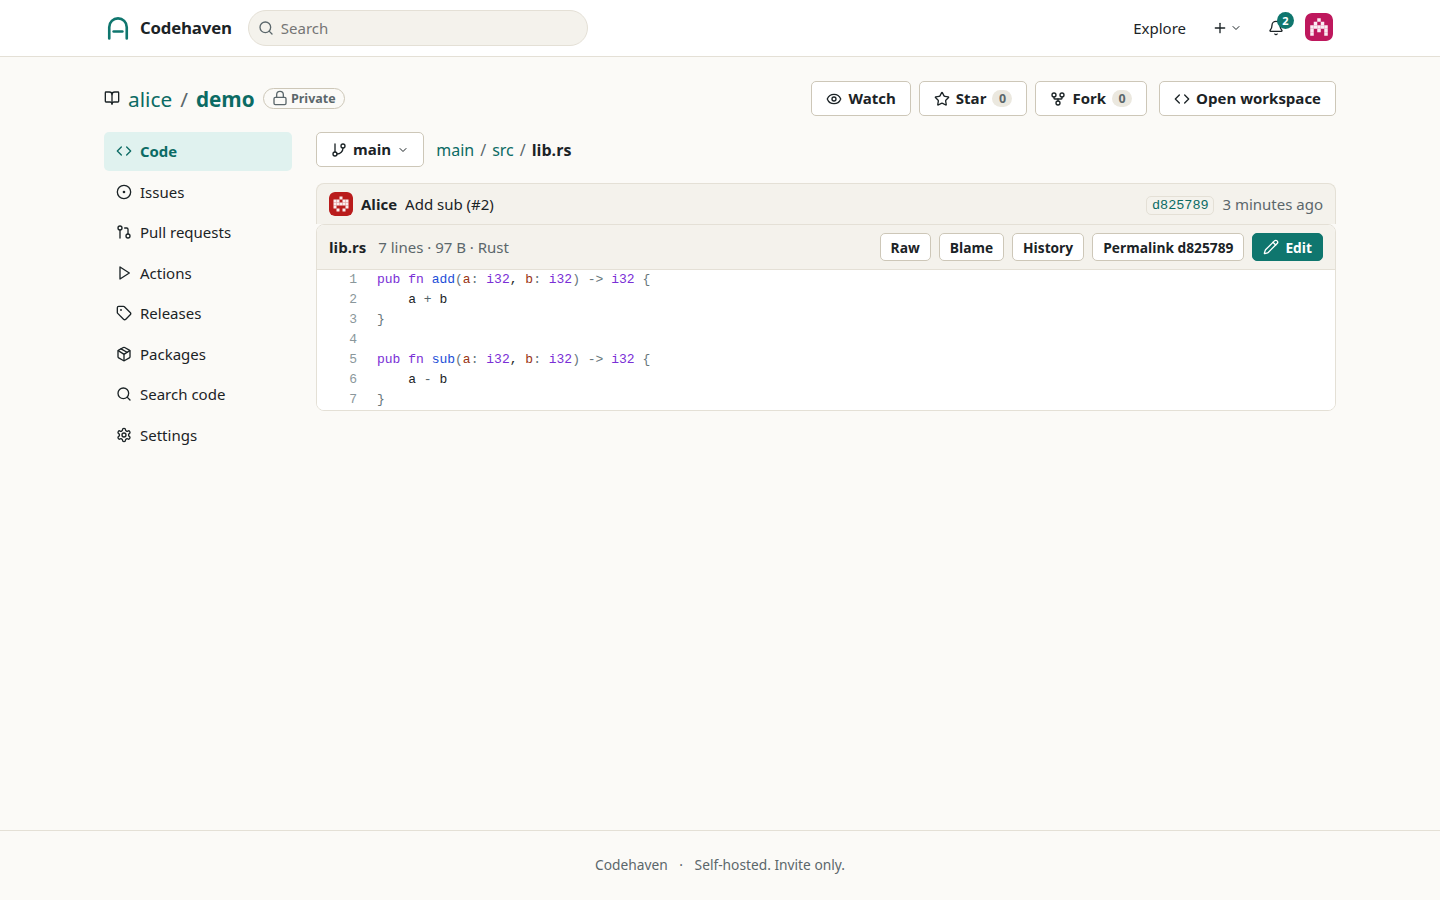 Codehaven
Search
Explore
2
alice / demo
Private
Watch
Star 0
Fork 0
Open workspace
Code
Issues
Pull requests
Actions
Releases
Packages
Search code
Settings
main
main / src / lib.rs
Alice Add sub (#2)
d825789 3 minutes ago
lib.rs 7 lines · 97 B · Rust
Raw
Blame
History
Permalink d825789
Edit
1 pub fn add(a: i32, b: i32) -> i32 {
2     a + b
3 }
4
5 pub fn sub(a: i32, b: i32) -> i32 {
6     a - b
7 }
Codehaven · Self-hosted. Invite only.